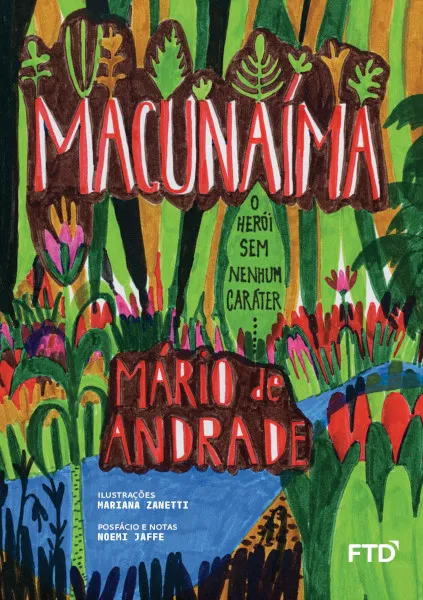 MACUNAÍMA
O
HERÓI
SEM
NENHUM
CARÁTER
MÁRIO de
ANDRADE
ILUSTRAÇÕES
MARIANA ZANETTI
POSFÁCIO E NOTAS
NOEMI JAFFE
FTD